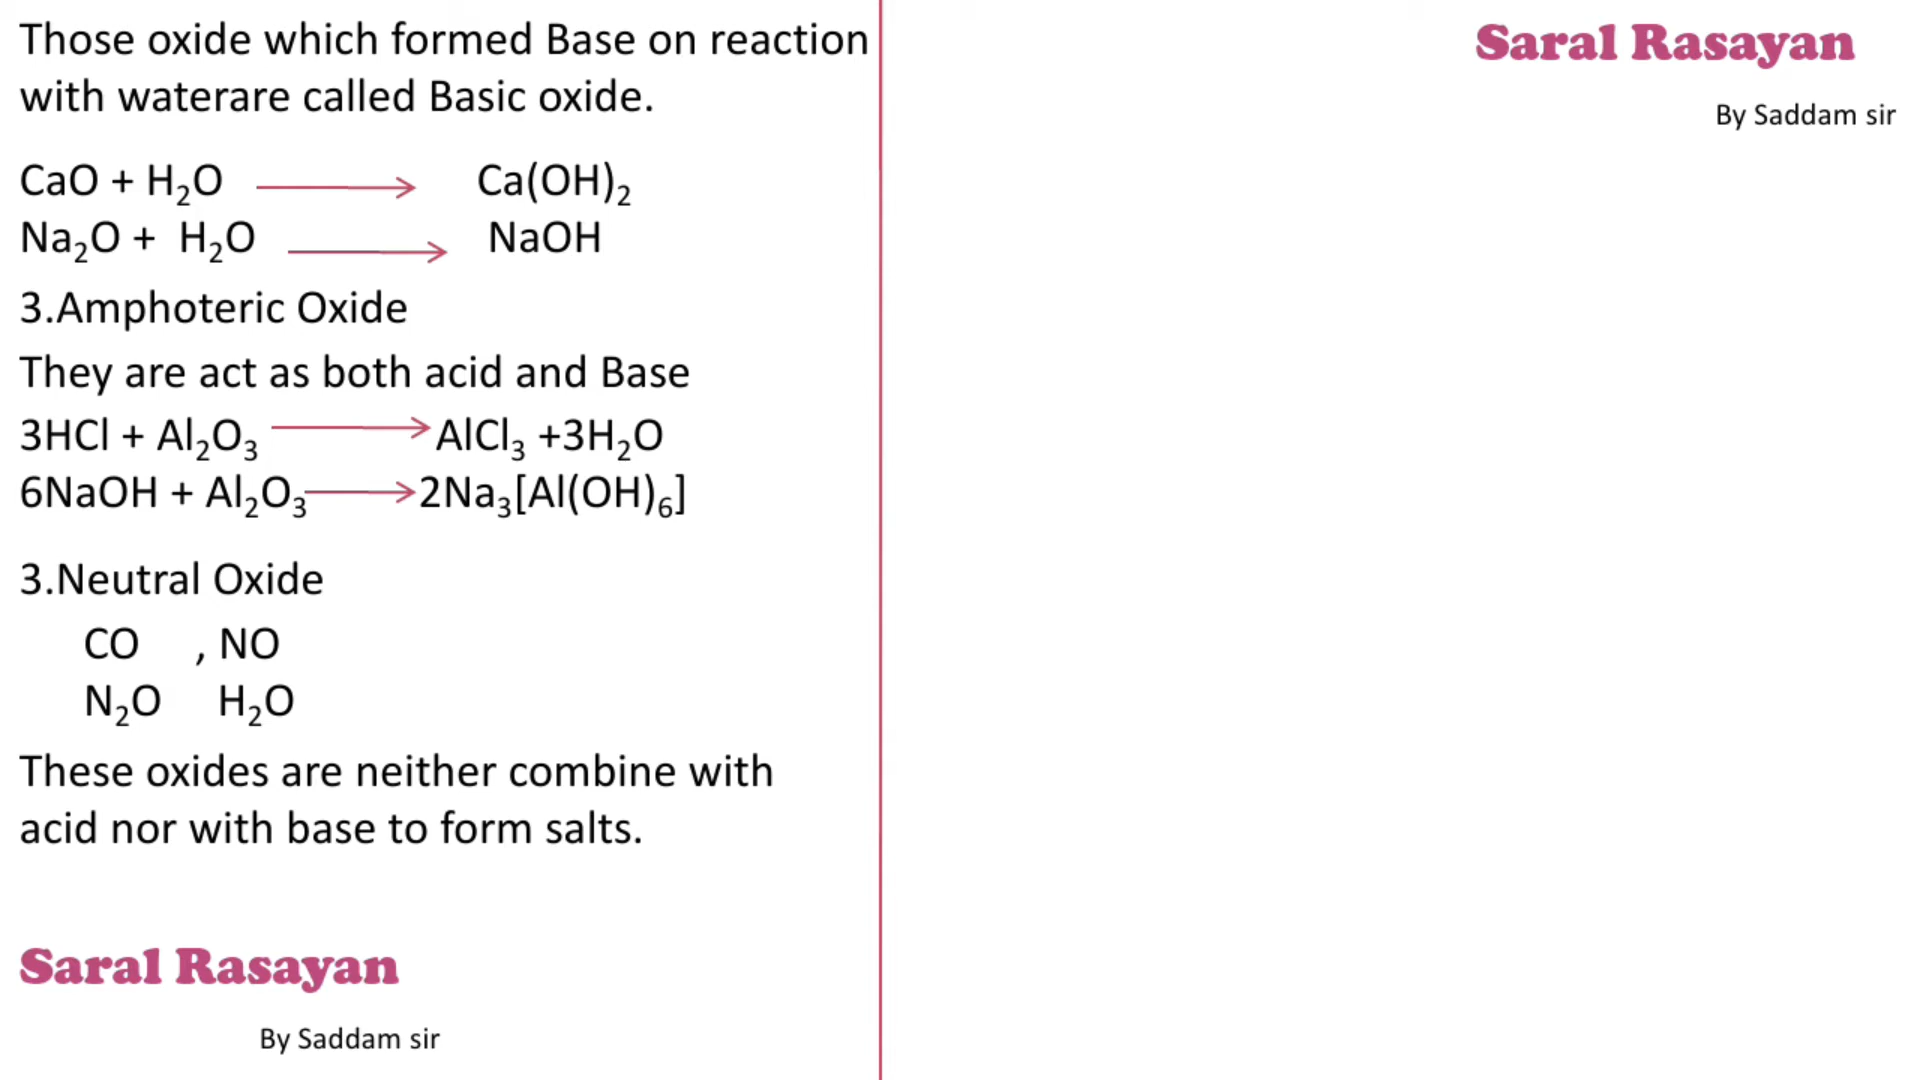 Those oxide which formed Base on reaction
with waterare called Basic oxide.
CaO + H₂O ⟶ Ca(OH)₂
Na₂O + H₂O ⟶ NaOH
3.Amphoteric Oxide
They are act as both acid and Base
3HCl + Al₂O₃ ⟶ AlCl₃ +3H₂O
6NaOH + Al₂O₃ ⟶ 2Na₃[Al(OH)₆]
3.Neutral Oxide
CO , NO
N₂O H₂O
These oxides are neither combine with
acid nor with base to form salts.
Saral Rasayan
By Saddam sir
Saral Rasayan
By Saddam sir